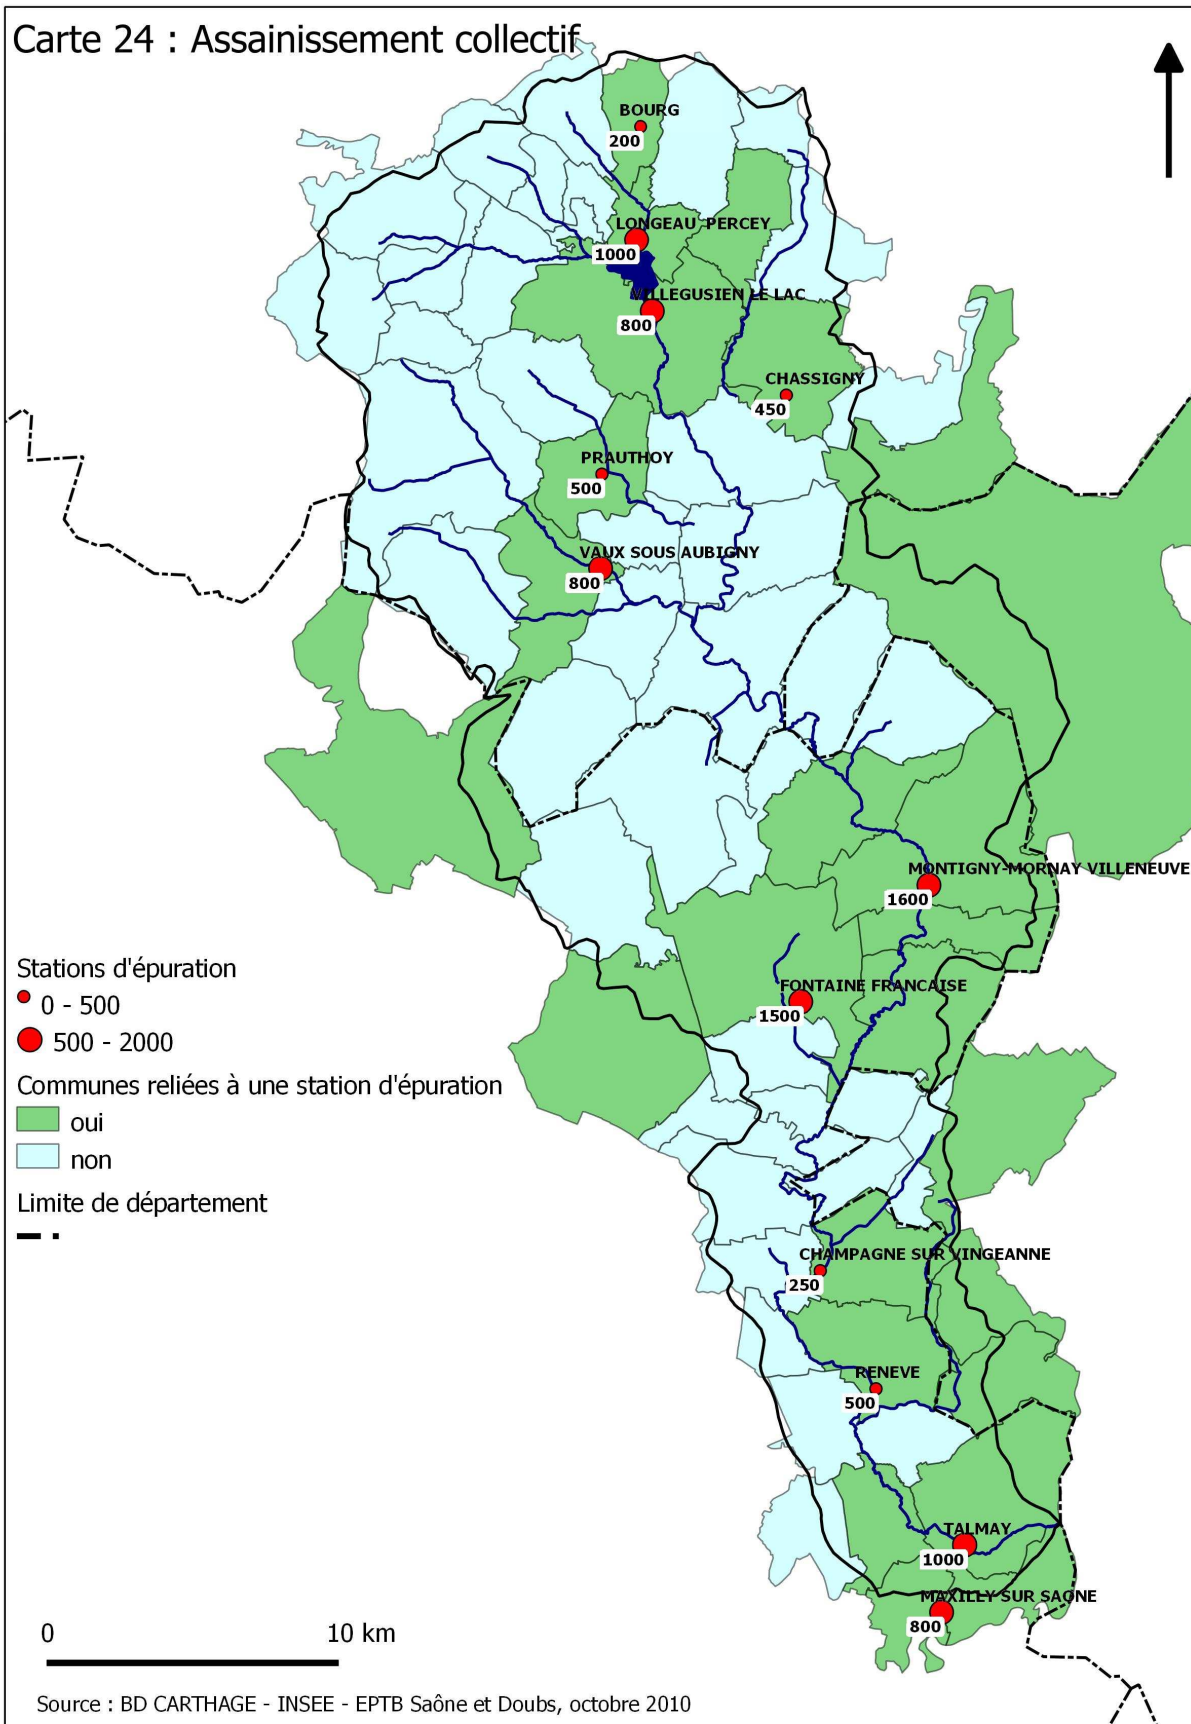 Carte 24 : Assainissement collectif
BOURG
200
LONGEAU PERCEY
1000
VILLEGUSIEN LE LAC
800
CHASSIGNY
450
PRAUTHOY
500
VAUX SOUS AUBIGNY
800
MONTIGNY-MORNAY VILLENEUVE
1600
FONTAINE FRANCAISE
1500
CHAMPAGNE SUR VINGEANNE
250
RENEVE
500
TALMAY
1000
MAXILLY SUR SAONE
800
Stations d'épuration
0 - 500
500 - 2000
Communes reliées à une station d'épuration
oui
non
Limite de département
0 10 km
Source : BD CARTHAGE - INSEE - EPTB Saône et Doubs, octobre 2010